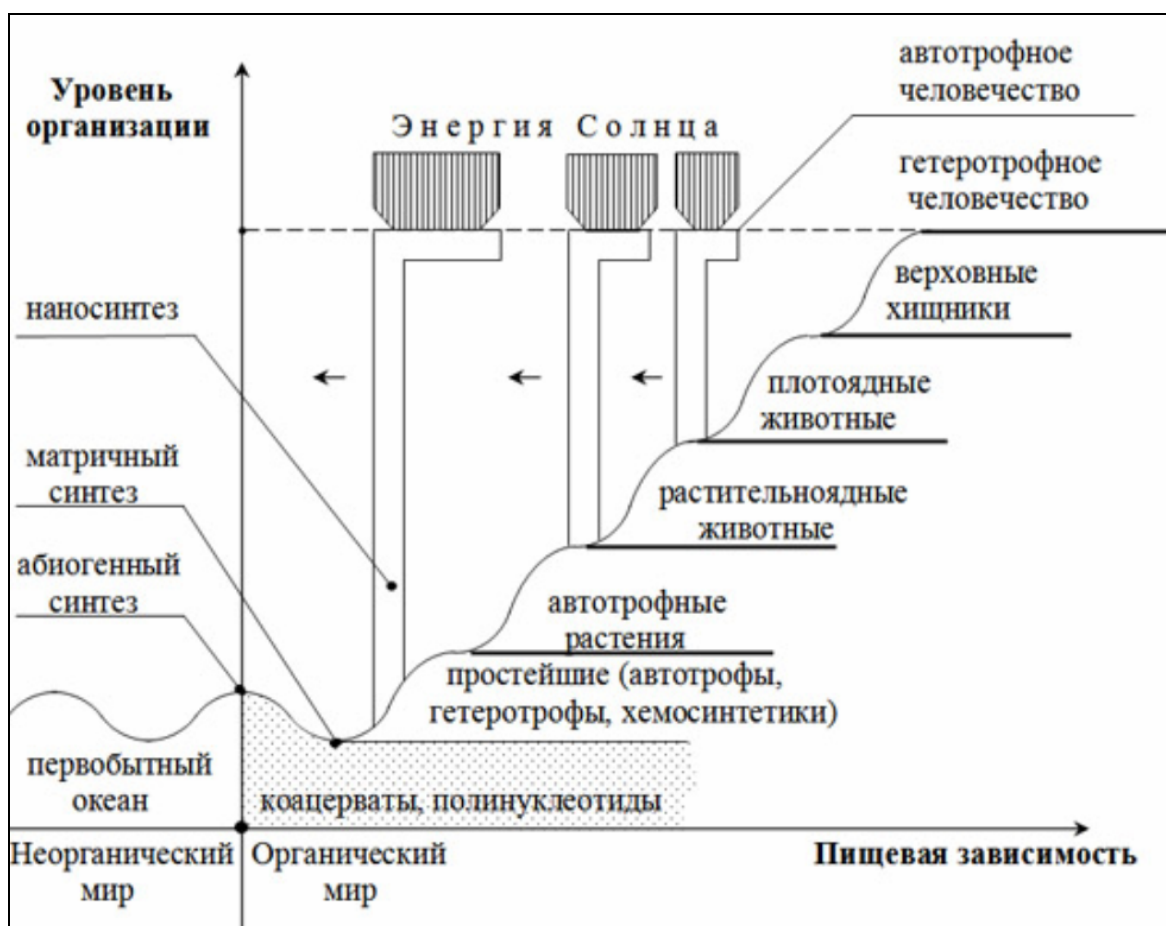 автотрофное
человечество
Уровень
организации
Энергия Солнца
гетеротрофное
человечество
верховные
хищники
наносинтез
плотоядные
животные
матричный
синтез
растительноядные
животные
абиогенный
синтез
автотрофные
растения
простейшие (автотрофы,
гетеротрофы, хемосинтетики)
первобытный
океан
коацерваты, полинуклеотиды
Неорганический
мир
Органический
мир
Пищевая зависимость